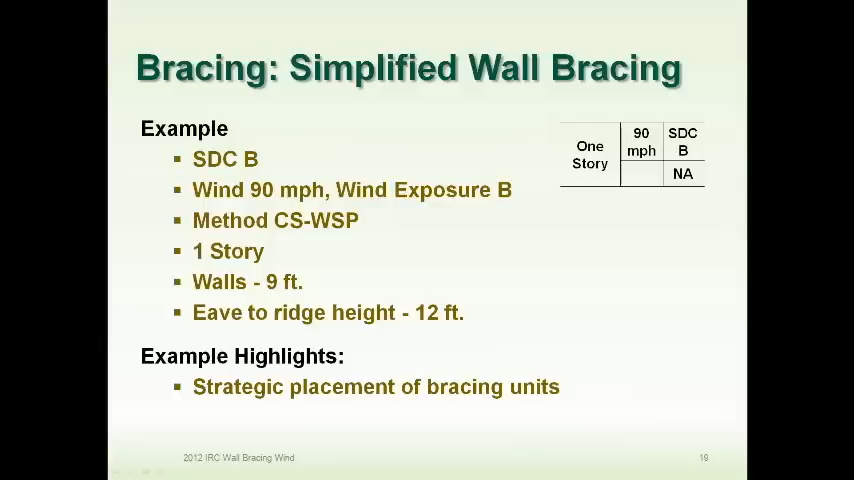 Bracing: Simplified Wall Bracing
Example
▪ SDC B
▪ Wind 90 mph, Wind Exposure B
▪ Method CS-WSP
▪ 1 Story
▪ Walls - 9 ft.
▪ Eave to ridge height - 12 ft.
One Story
90 mph
SDC B
NA
Example Highlights:
▪ Strategic placement of bracing units
2012 IRC Wall Bracing Wind
19